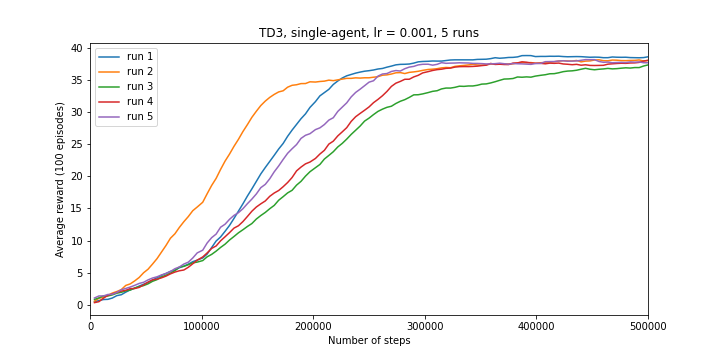 TD3, single-agent, lr = 0.001, 5 runs
run 1
run 2
run 3
run 4
run 5
Average reward (100 episodes)
40
35
30
25
20
15
10
5
0
0 100000 200000 300000 400000 500000
Number of steps